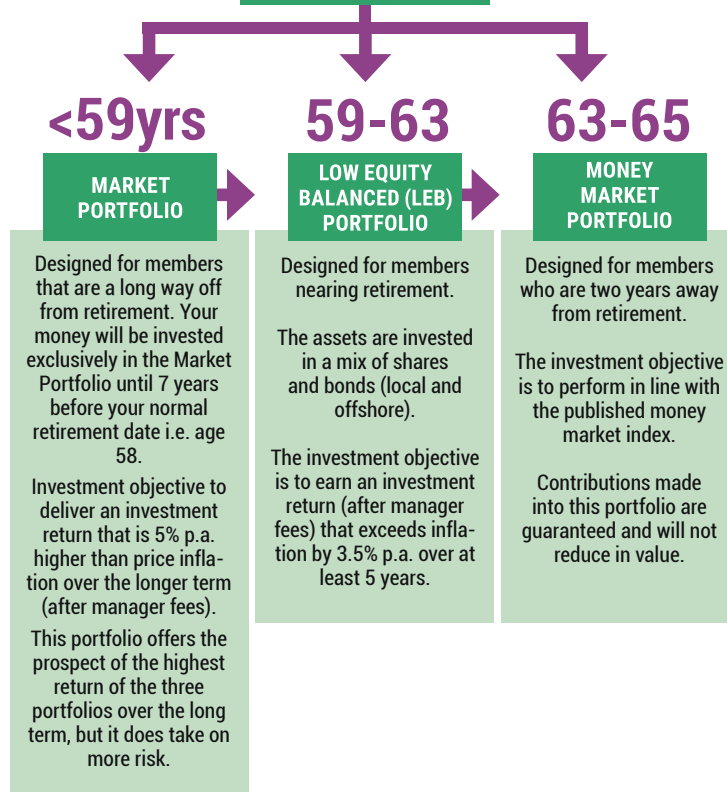 <59yrs
MARKET
PORTFOLIO
Designed for members
that are a long way off
from retirement. Your
money will be invested
exclusively in the Market
Portfolio until 7 years
before your normal
retirement date i.e. age
58.
Investment objective to
deliver an investment
return that is 5% p.a.
higher than price infla-
tion over the longer term
(after manager fees).
This portfolio offers the
prospect of the highest
return of the three
portfolios over the long
term, but it does take on
more risk.
59-63
LOW EQUITY
BALANCED (LEB)
PORTFOLIO
Designed for members
nearing retirement.
The assets are invested
in a mix of shares
and bonds (local and
offshore).
The investment objective
is to earn an investment
return (after manager
fees) that exceeds infla-
tion by 3.5% p.a. over at
least 5 years.
63-65
MONEY
MARKET
PORTFOLIO
Designed for members
who are two years away
from retirement.
The investment objective
is to perform in line with
the published money
market index.
Contributions made
into this portfolio are
guaranteed and will not
reduce in value.